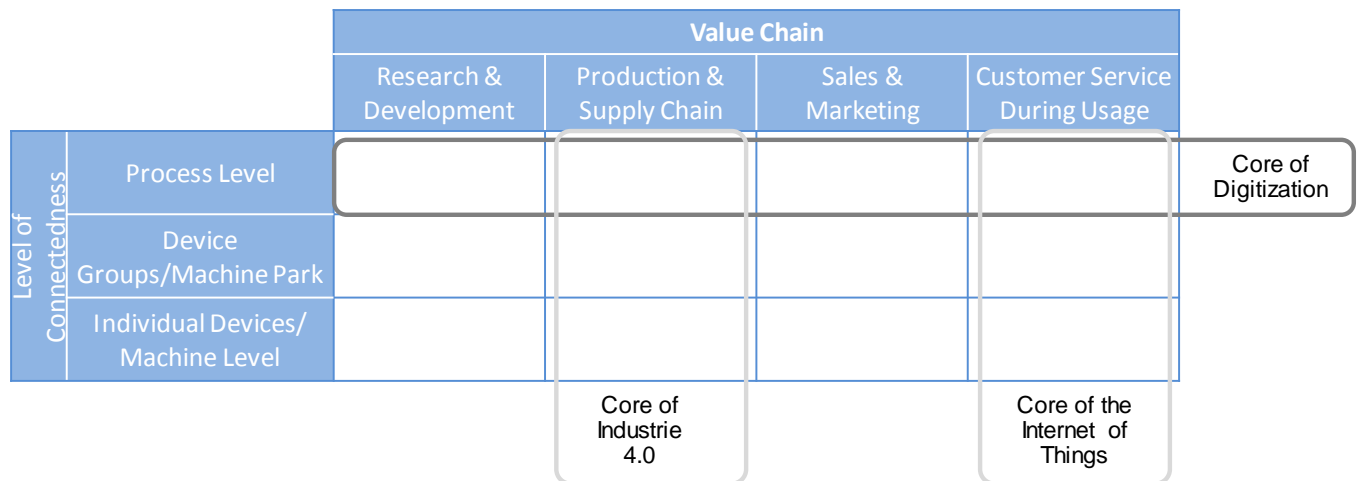 Value Chain
Research &
Development
Production &
Supply Chain
Sales &
Marketing
Customer Service
During Usage
Level of
Connectedness
Process Level
Core of
Digitization
Device
Groups/Machine Park
Individual Devices/
Machine Level
Core of
Industrie
4.0
Core of the
Internet of
Things